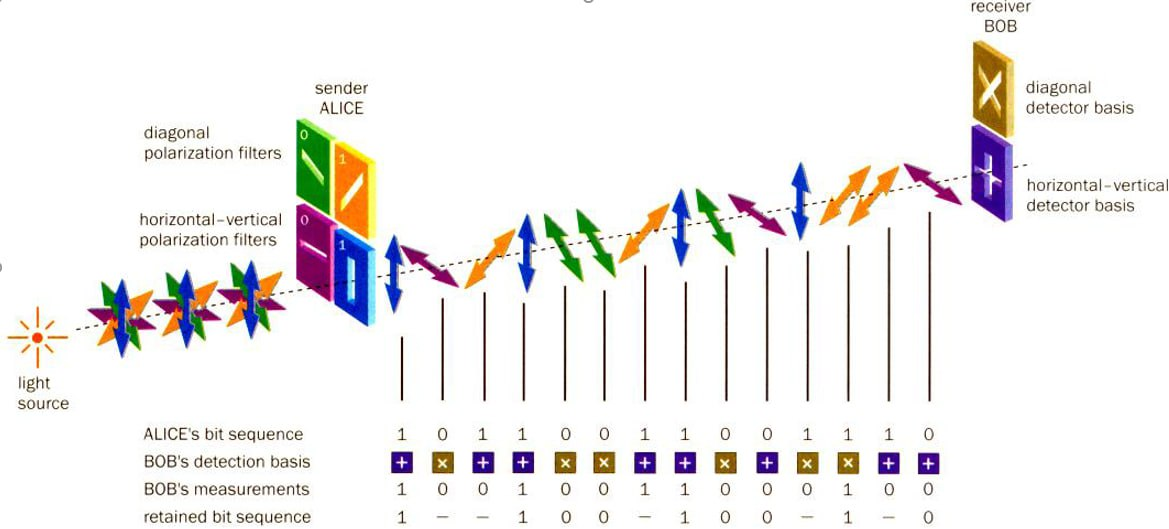 receiver
BOB
diagonal
detector basis
horizontal–vertical
detector basis
sender
ALICE
diagonal
polarization filters
horizontal–vertical
polarization filters
0
1
0
1
light
source
ALICE's bit sequence 1 0 1 1 0 0 1 1 0 0 1 1 1 0
BOB's detection basis + × + + × × + + × + × × + +
BOB's measurements 1 0 0 1 0 0 1 1 0 0 0 1 0 0
retained bit sequence 1 – – 1 0 0 – 1 0 0 – 1 – 0